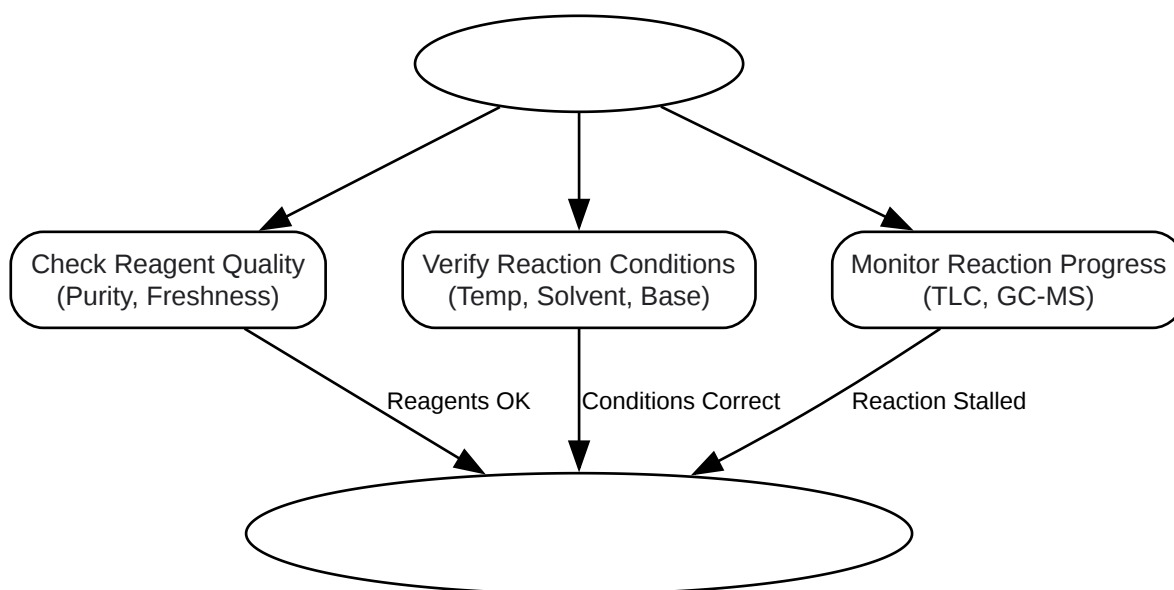 Check Reagent Quality
(Purity, Freshness)
Verify Reaction Conditions
(Temp, Solvent, Base)
Monitor Reaction Progress
(TLC, GC-MS)
Reagents OK
Conditions Correct
Reaction Stalled